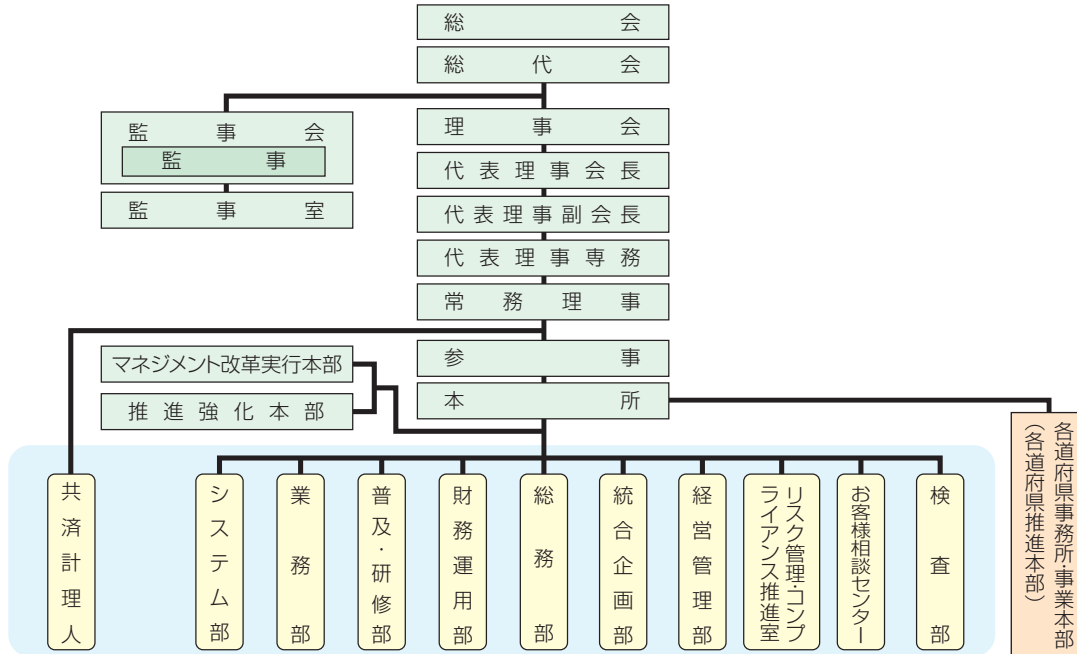 総会
総代会
監事会
監事
監事室
理事会
代表理事会長
代表理事副会長
代表理事専務
常務理事
参事
マネジメント改革実行本部
推進強化本部
本所
共済計理人
システム部
業務部
普及・研修部
財務運用部
総務部
統合企画部
経営管理部
リスク管理・コンプ
ライアンス推進室
お客様相談センター
検査部
各道府県事務所・事業本部
（各道府県推進本部）